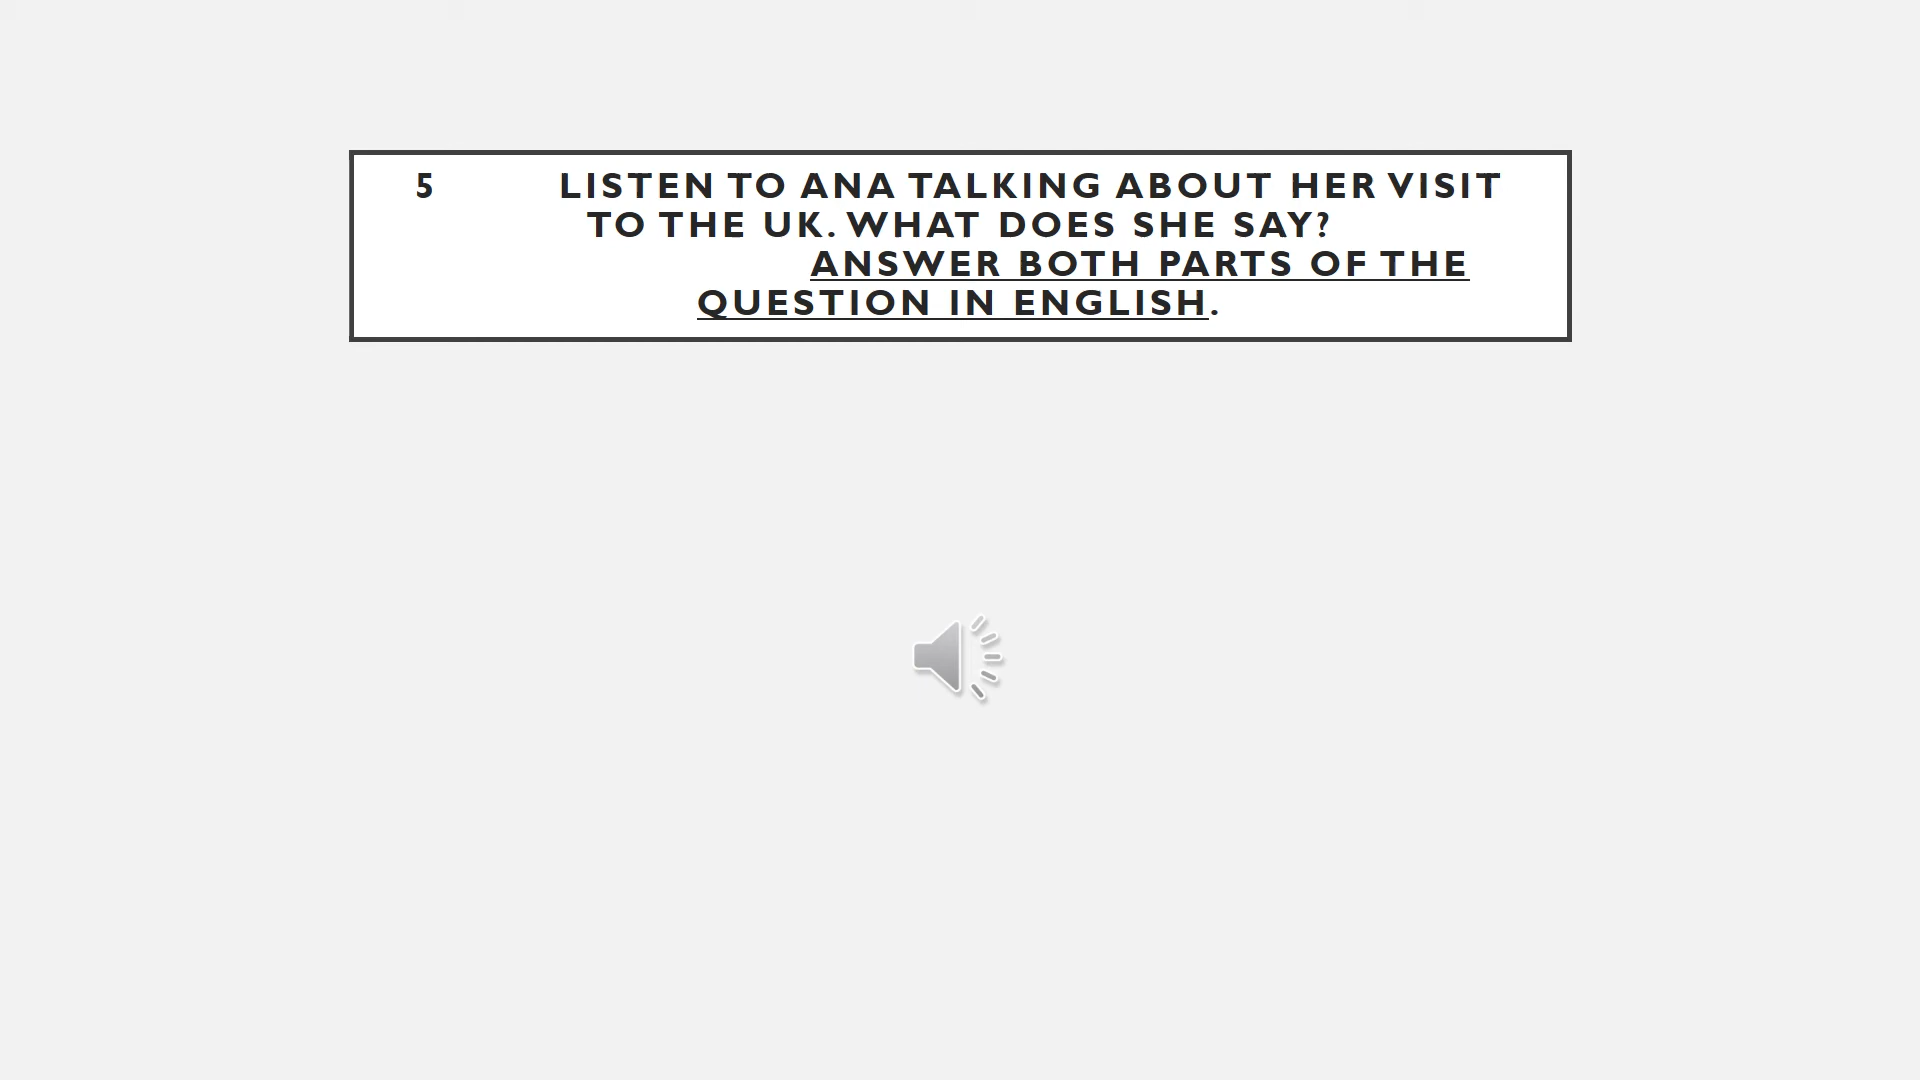 5 LISTEN TO ANA TALKING ABOUT HER VISIT
TO THE UK. WHAT DOES SHE SAY?
ANSWER BOTH PARTS OF THE
QUESTION IN ENGLISH.